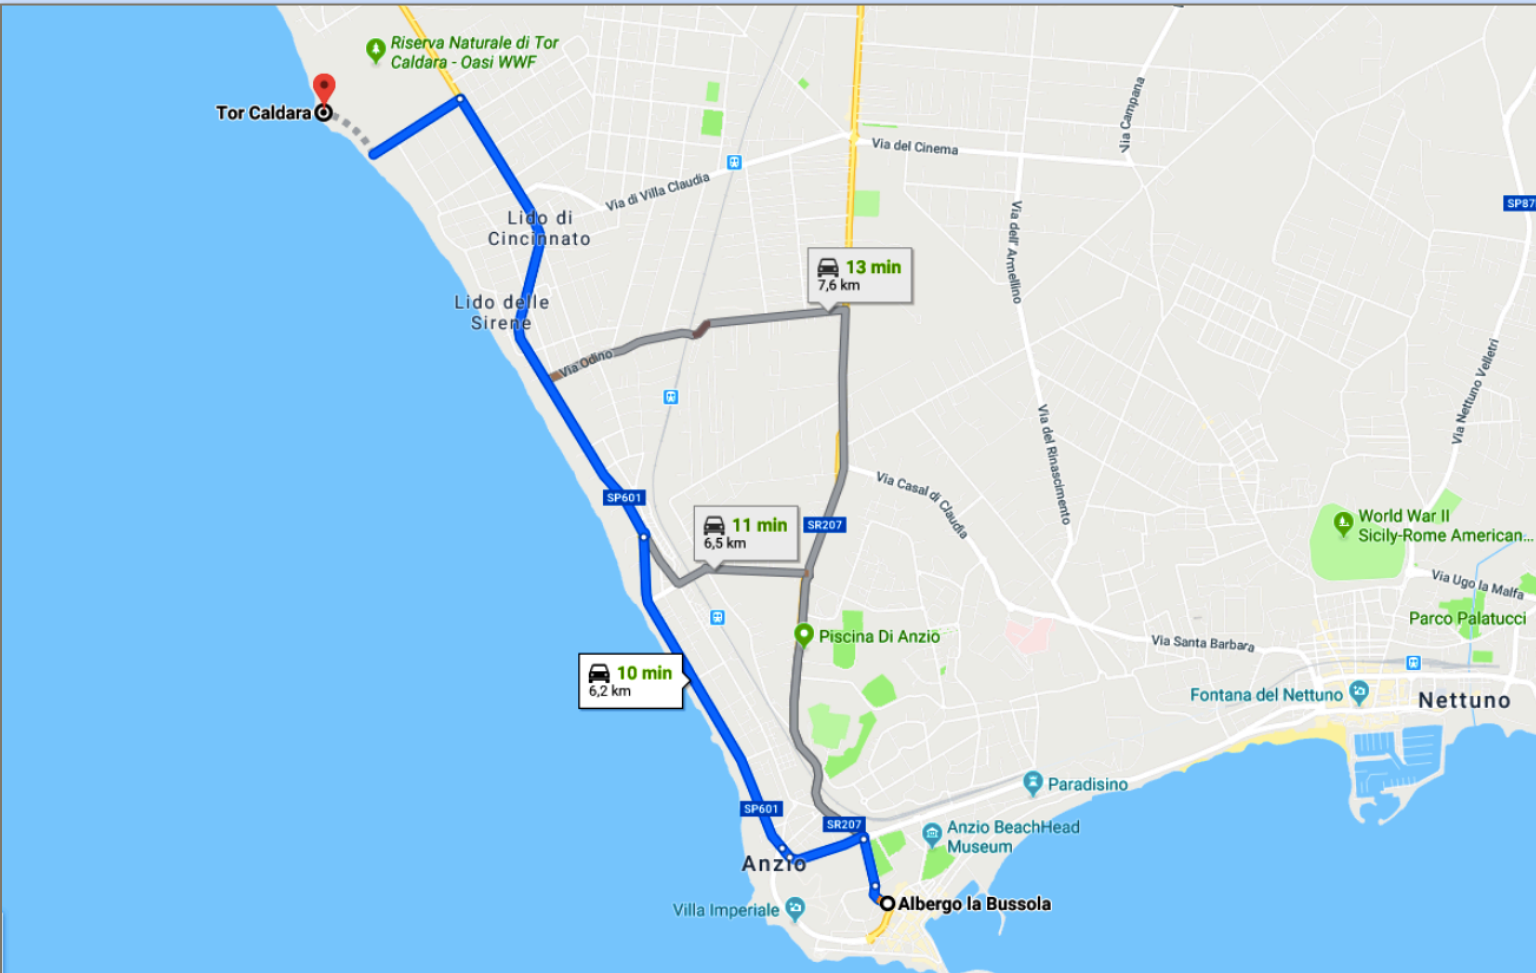 Riserva Naturale di Tor
Caldara - Oasi WWF
Tor Caldara
Via Campana
Via del Cinema
Via di Villa Claudia
SP87
Lido di
Cincinnato
Via dell'Armellino
13 min
7,6 km
Lido delle
Sirene
Via Odino
Via Nettuno Velletri
Via del Rinascimento
SP601
Via Casal di Claudia
11 min
6,5 km
SR207
World War II
Sicily-Rome American...
Via Ugo la Malfa
Parco Palatucci
Piscina Di Anzio
Via Santa Barbara
10 min
6,2 km
Fontana del Nettuno
Nettuno
Paradisino
SP601
SR207
Anzio BeachHead
Museum
Anzio
Villa Imperiale
Albergo la Bussola